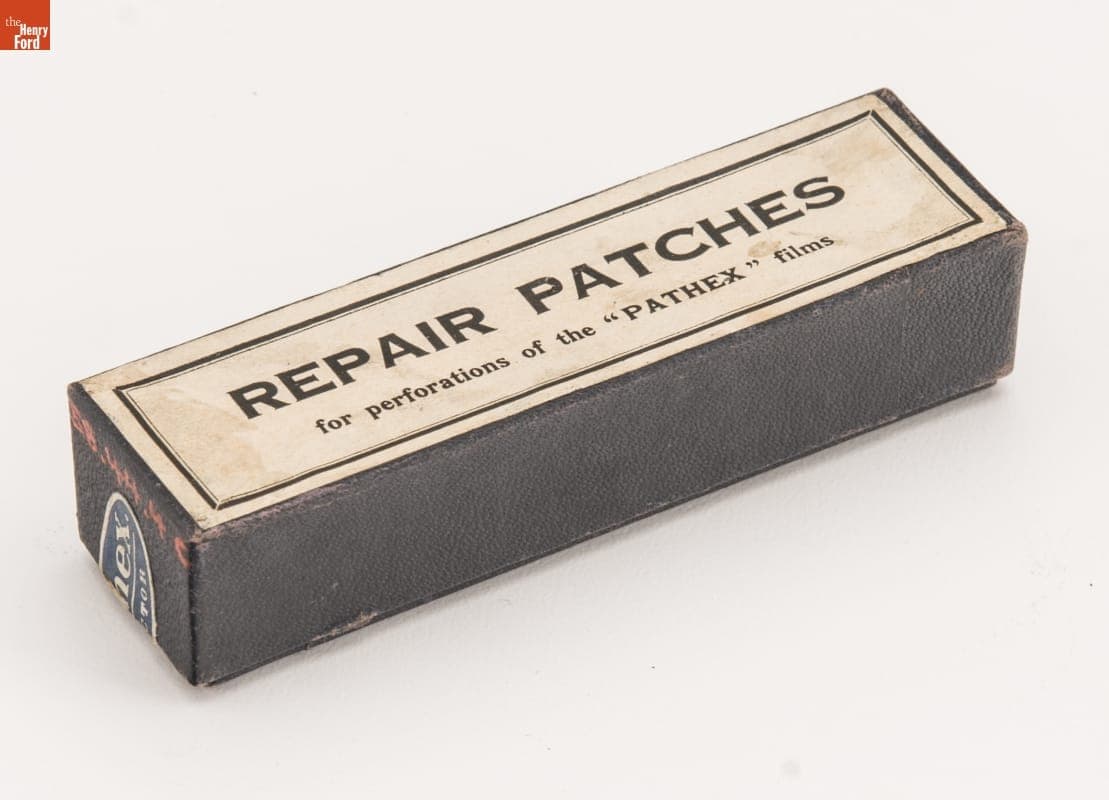 the
Henry
Ford
REPAIR PATCHES
for perforations of the “PATHEX” films